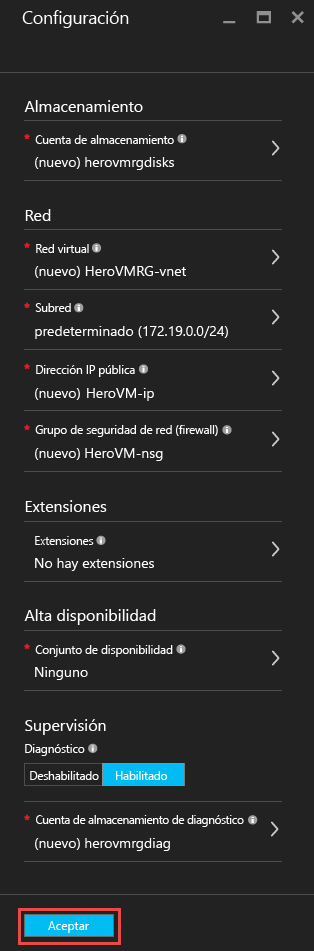 Configuración
Almacenamiento
* Cuenta de almacenamiento
(nuevo) herovmrgdisks
Red
* Red virtual
(nuevo) HeroVMRG-vnet
* Subred
predeterminado (172.19.0.0/24)
* Dirección IP pública
(nuevo) HeroVM-ip
* Grupo de seguridad de red (firewall)
(nuevo) HeroVM-nsg
Extensiones
Extensiones
No hay extensiones
Alta disponibilidad
* Conjunto de disponibilidad
Ninguno
Supervisión
Diagnóstico
Deshabilitado Habilitado
* Cuenta de almacenamiento de diagnóstico
(nuevo) herovmrgdiag
Aceptar